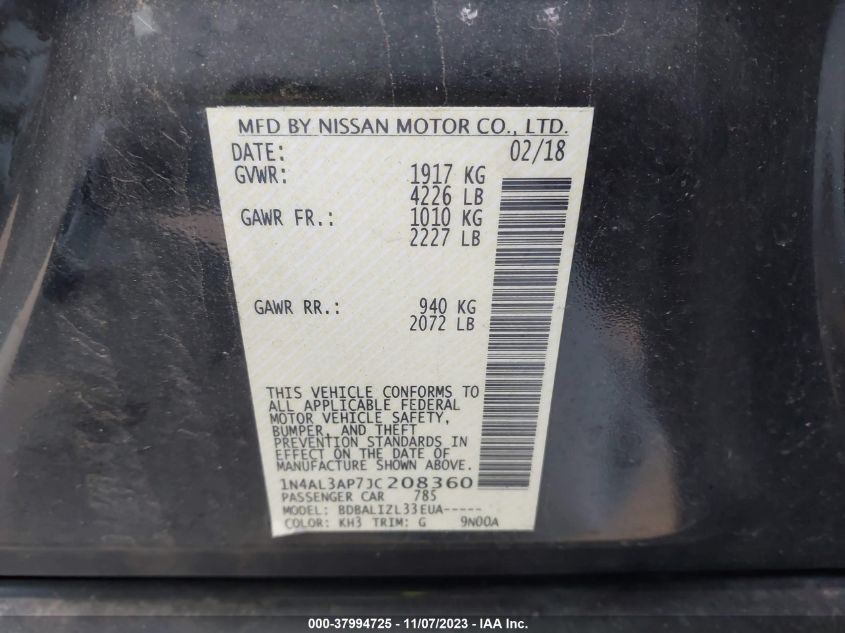 MFD BY NISSAN MOTOR CO., LTD.
DATE: 02/18
GVWR: 1917 KG
4226 LB
GAWR FR.: 1010 KG
2227 LB
GAWR RR.: 940 KG
2072 LB
THIS VEHICLE CONFORMS TO
ALL APPLICABLE FEDERAL
MOTOR VEHICLE SAFETY,
BUMPER, AND THEFT
PREVENTION STANDARDS IN
EFFECT ON THE DATE OF
MANUFACTURE SHOWN ABOVE.
1N4AL3AP7JC208360
PASSENGER CAR 785
MODEL: BDBALIZL33EUA-----
COLOR: KH3 TRIM: G 9N00A
000-37994725 - 11/07/2023 - Copyright © 2023, IAA